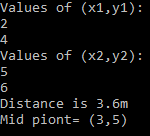 Values of (x1,y1):
2
4
Values of (x2,y2):
5
6
Distance is 3.6m
Mid piont= (3,5)